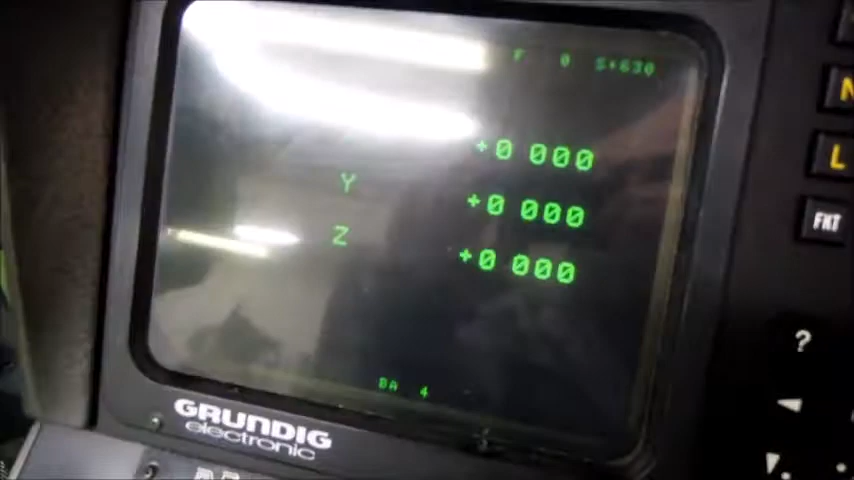 F 0 S+630
+0 000
Y +0 000
Z +0 000
BA 4
GRUNDIG
electronic
N
L
FKT
?